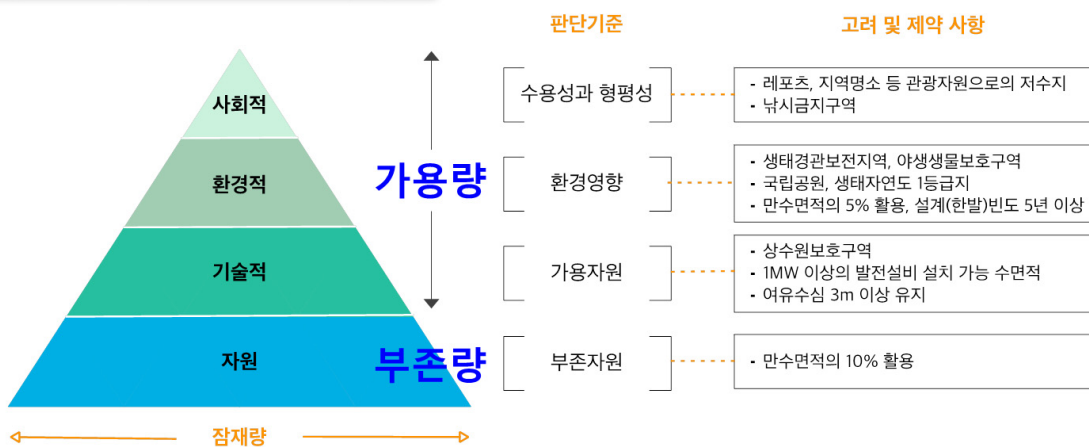 판단기준
고려 및 제약 사항
사회적
수용성과 형평성
- 레포츠, 지역명소 등 관광자원으로의 저수지
- 낚시금지구역
환경적
가용량
환경영향
- 생태경관보전지역, 야생생물보호구역
- 국립공원, 생태자연도 1등급지
- 만수면적의 5% 활용, 설계(한발)빈도 5년 이상
기술적
가용자원
- 상수원보호구역
- 1MW 이상의 발전설비 설치 가능 수면적
- 여유수심 3m 이상 유지
자원
부존량
부존자원
- 만수면적의 10% 활용
잠재량